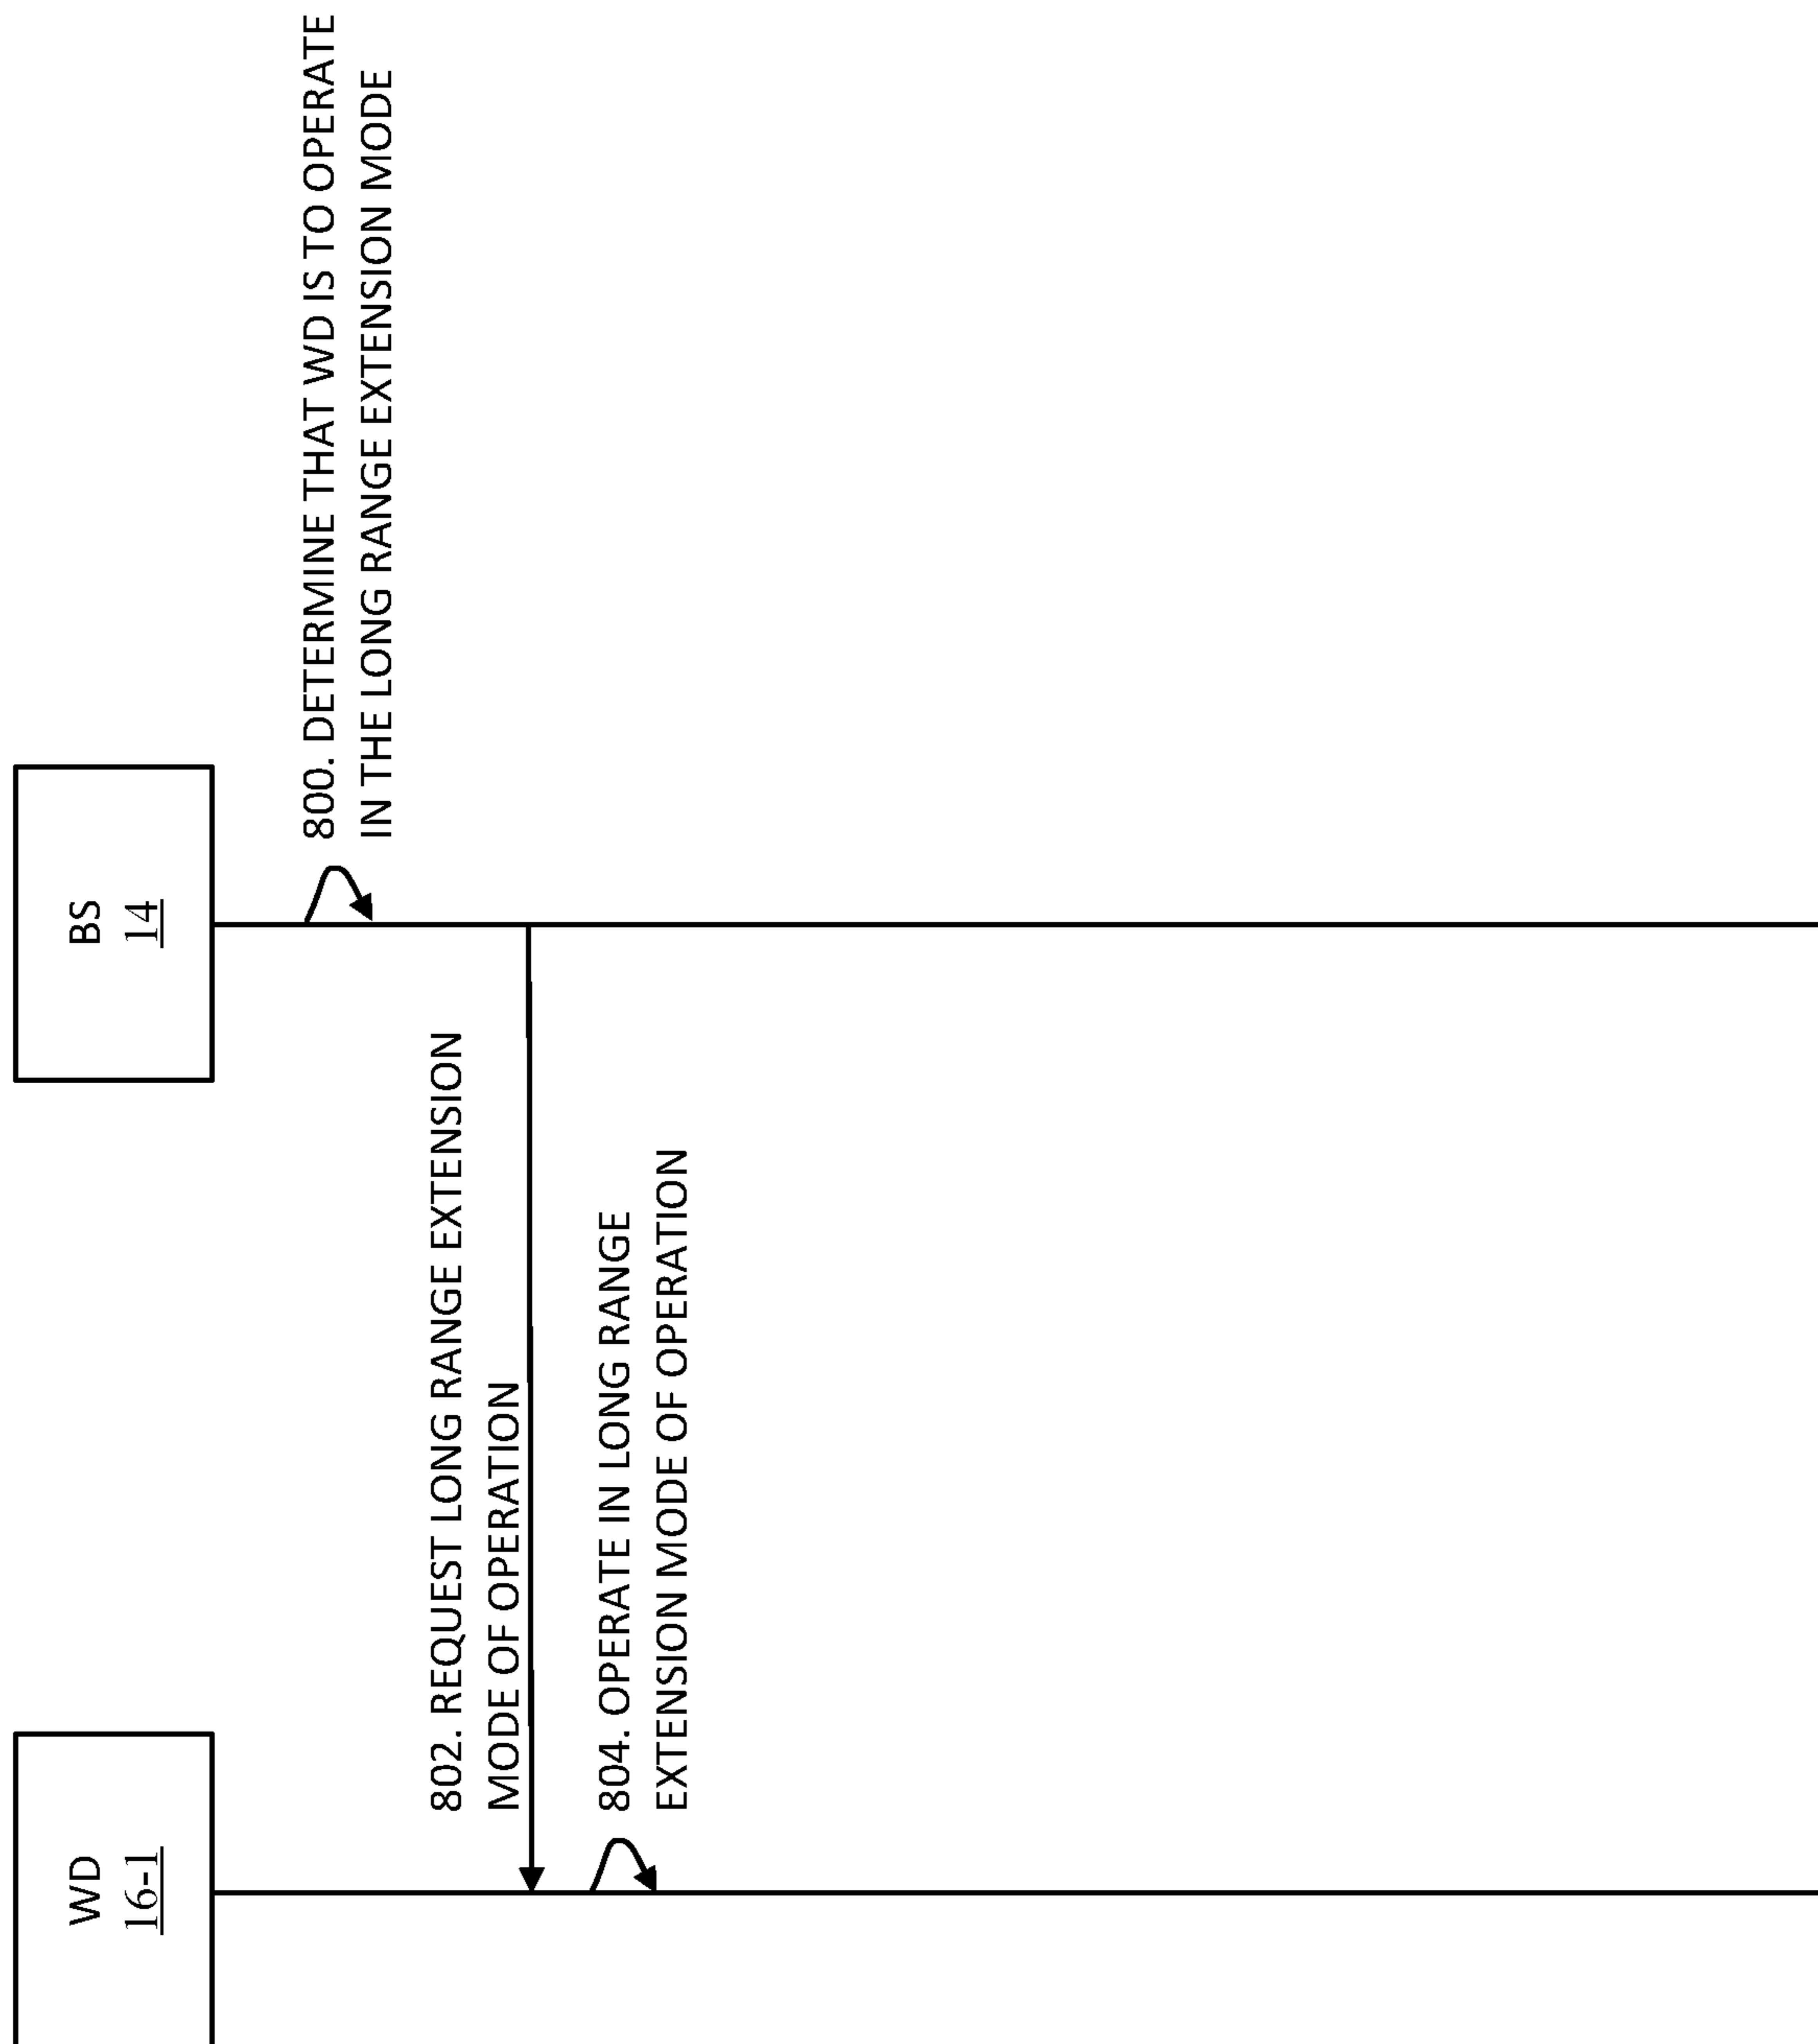 WD
16-1
BS
14
800. DETERMINE THAT WD IS TO OPERATE
IN THE LONG RANGE EXTENSION MODE
802. REQUEST LONG RANGE EXTENSION
MODE OF OPERATION
804. OPERATE IN LONG RANGE
EXTENSION MODE OF OPERATION